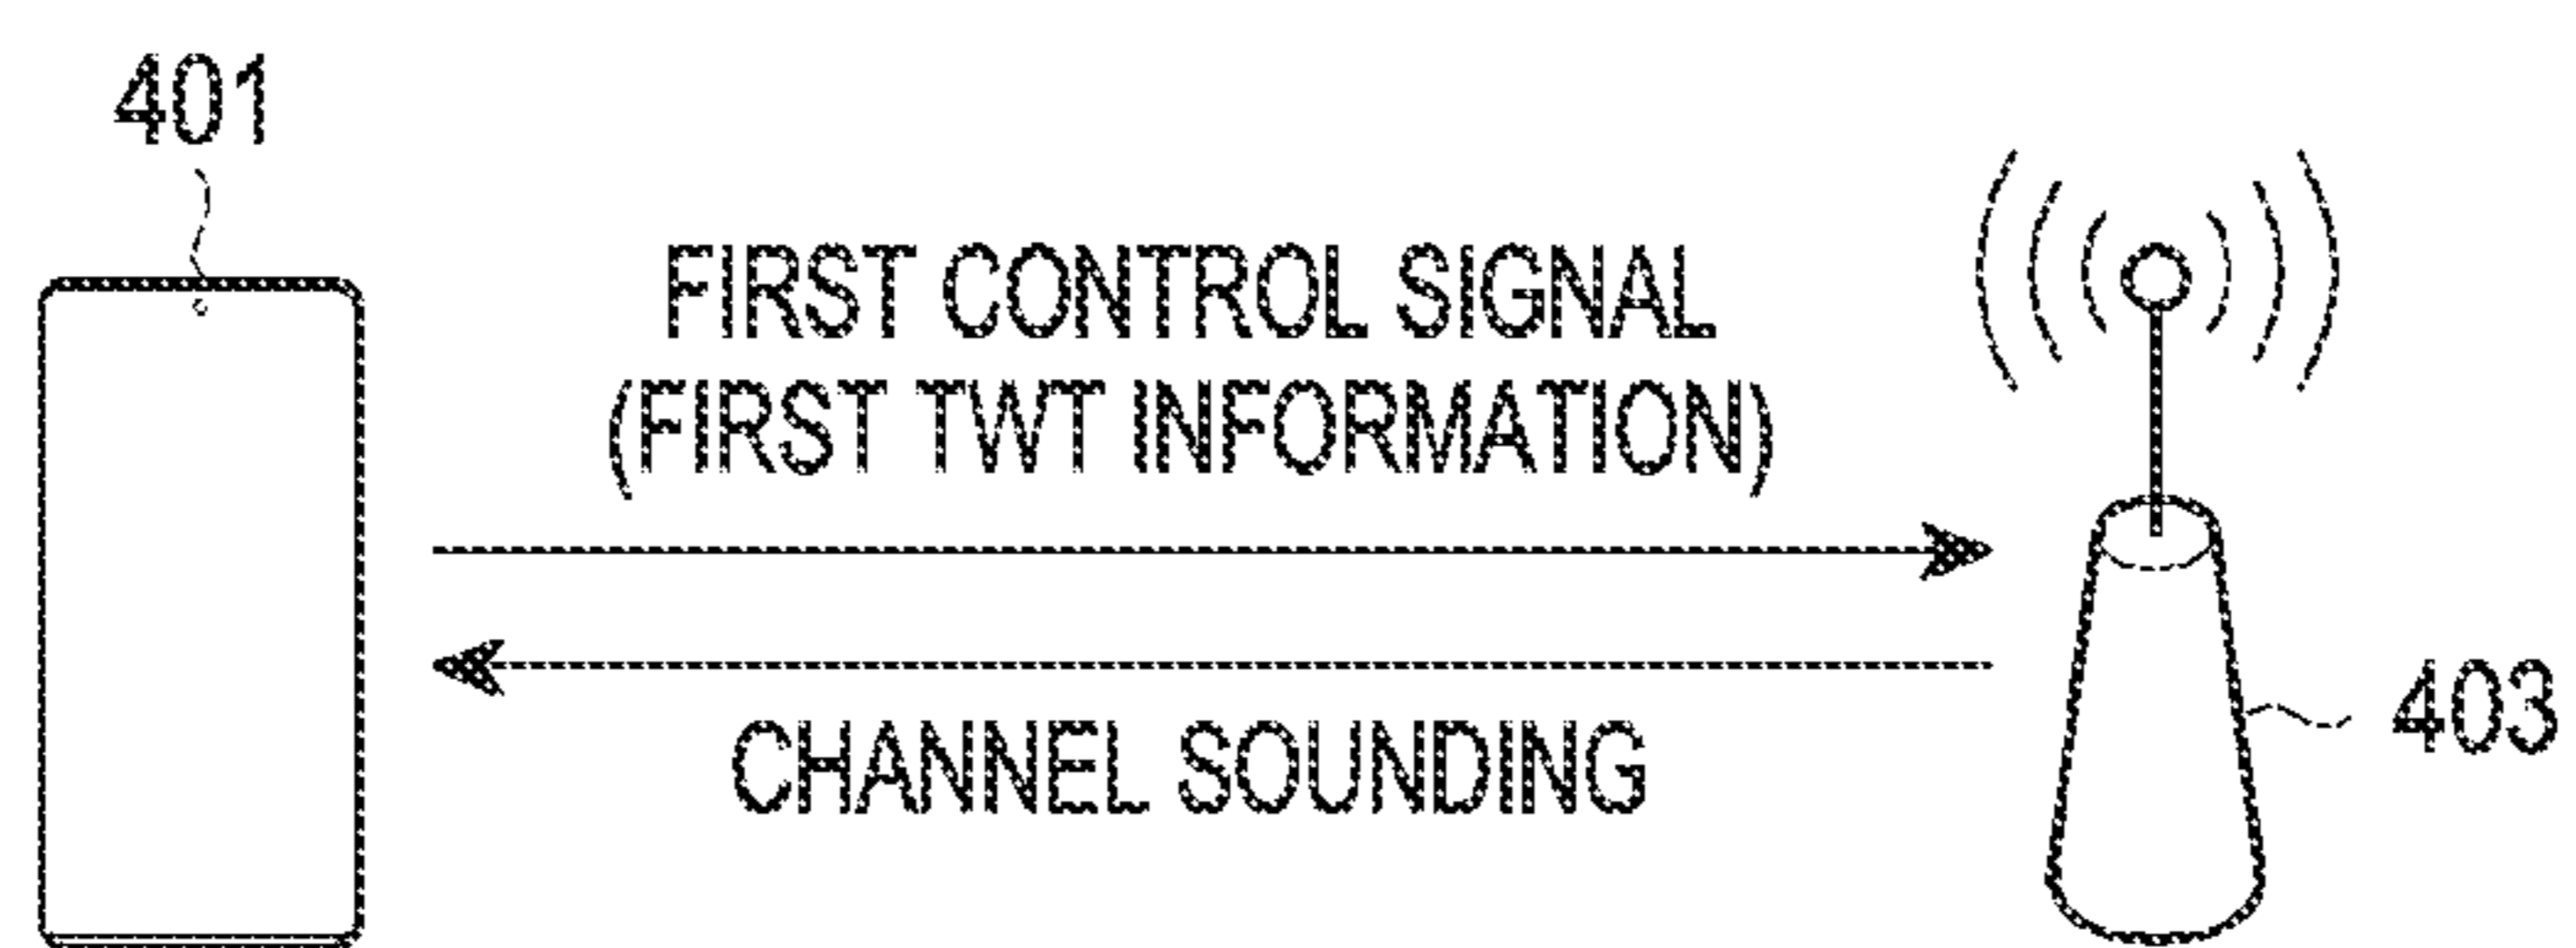 401
FIRST CONTROL SIGNAL
(FIRST TWT INFORMATION)
CHANNEL SOUNDING
403